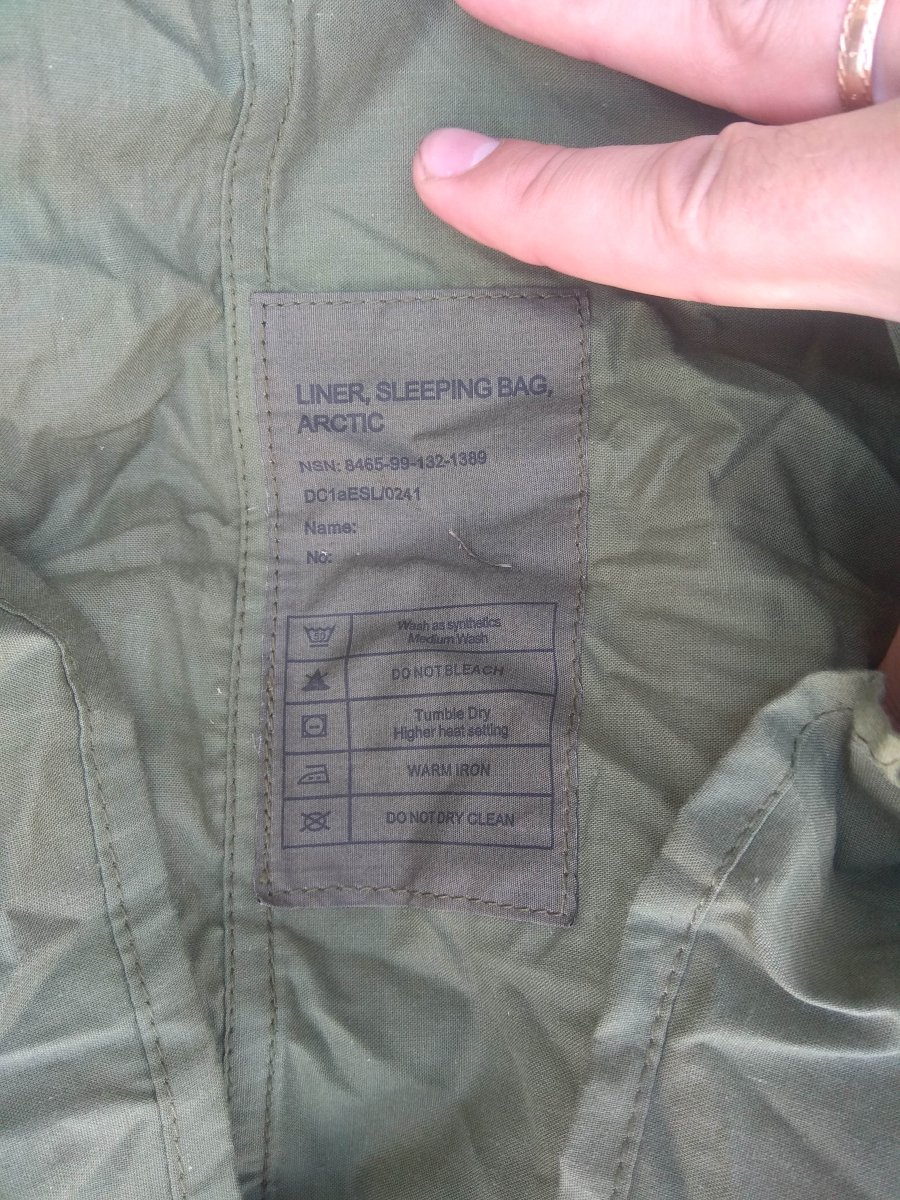 LINER, SLEEPING BAG,
ARCTIC
NSN: 8465-99-132-1389
DC1aESL/0241
Name:
No:
Wash as synthetics
Medium Wash
DO NOT BLEACH
Tumble Dry
Higher heat setting
WARM IRON
DO NOT DRY CLEAN